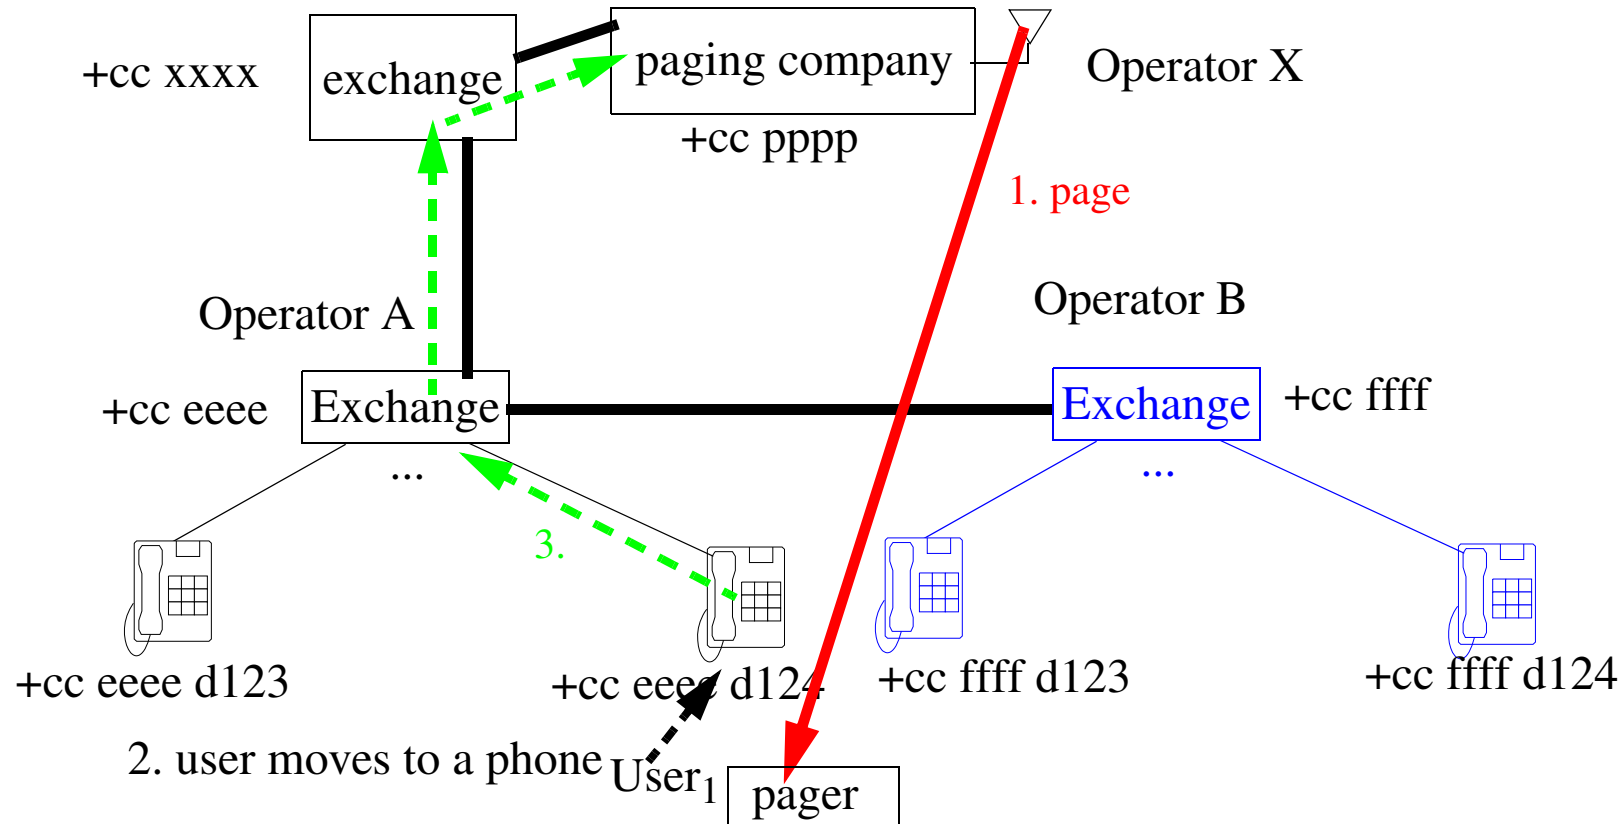 +cc xxxx
exchange
paging company
Operator X
+cc pppp
1. page
Operator A
Operator B
+cc eeee
Exchange
Exchange
+cc ffff
...
...
3.
+cc eeee d123
+cc eeee d124
+cc ffff d123
+cc ffff d124
2. user moves to a phone
User1
pager